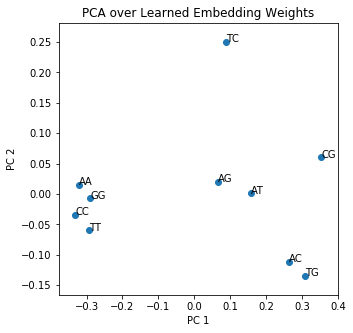 PCA over Learned Embedding Weights
TC
0.25
0.20
0.15
0.10
0.05
0.00
−0.05
−0.10
−0.15
PC 2
CG
AA
AG
GG
AT
CC
TT
AC
TG
−0.3
−0.2
−0.1
0.0
0.1
0.2
0.3
0.4
PC 1